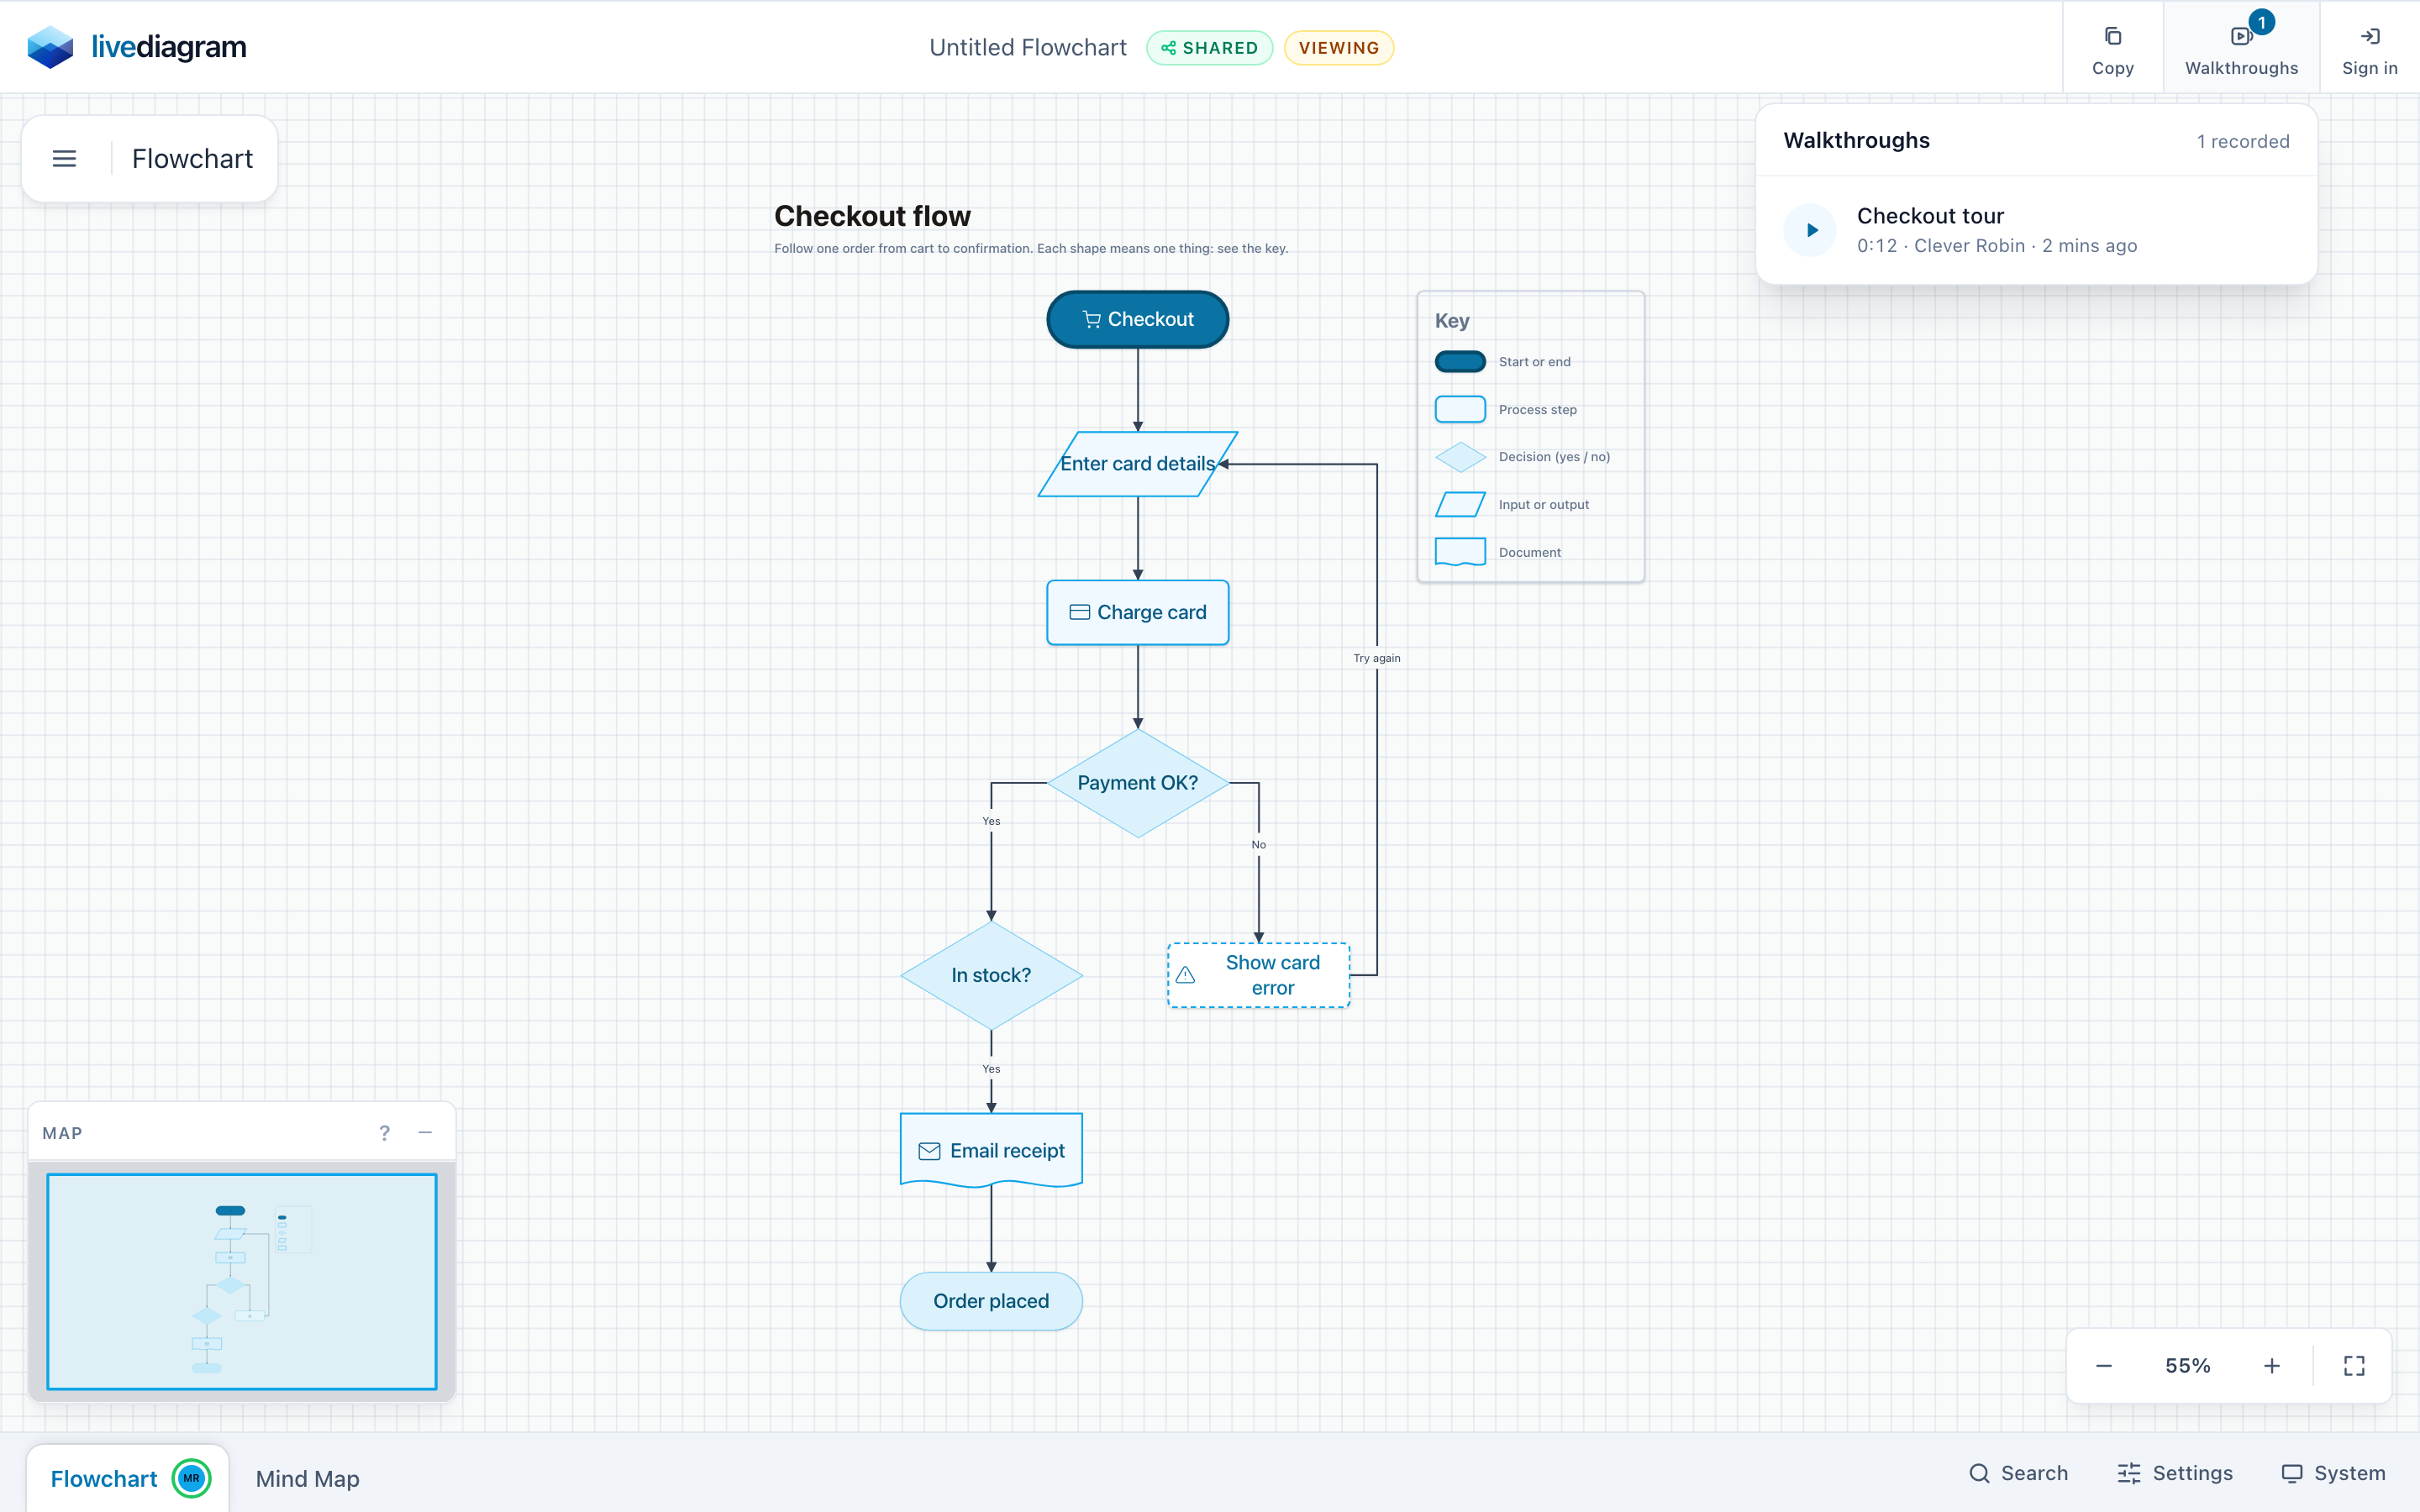 livediagram
Untitled Flowchart
SHARED
VIEWING
Copy
1
Walkthroughs
Sign in
Flowchart
Walkthroughs
1 recorded
Checkout tour
0:12 · Clever Robin · 2 mins ago
Checkout flow
Follow one order from cart to confirmation. Each shape means one thing: see the key.
Checkout
Key
Start or end
Process step
Decision (yes / no)
Input or output
Document
Enter card details
Charge card
Try again
Payment OK?
Yes
No
In stock?
Show card
error
Yes
Email receipt
Order placed
MAP
?
55%
Flowchart
MR
Mind Map
Search
Settings
System